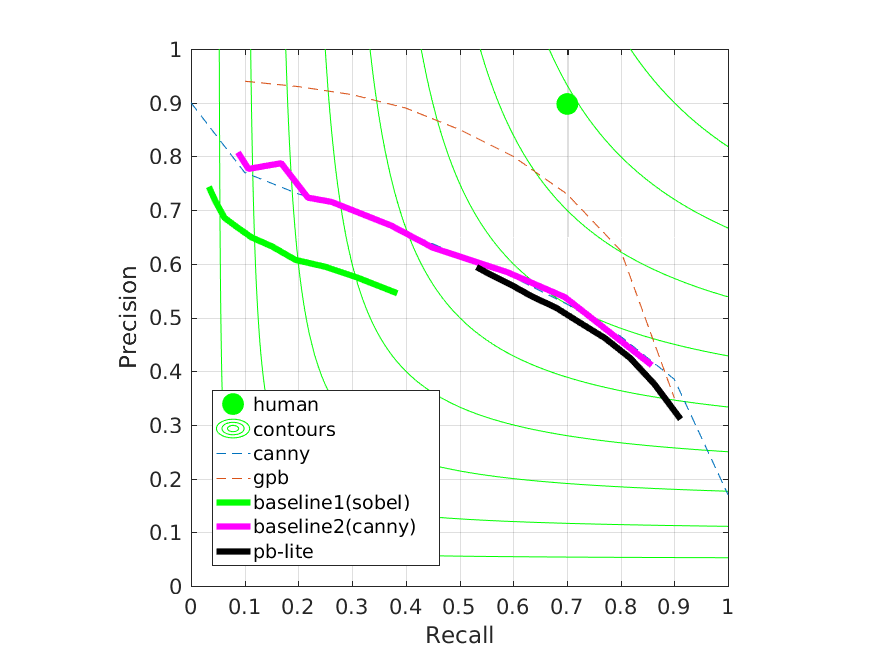 1
0.9
0.8
0.7
0.6
0.5
0.4
0.3
0.2
0.1
0
Precision
human
contours
canny
gpb
baseline1(sobel)
baseline2(canny)
pb-lite
0 0.1 0.2 0.3 0.4 0.5 0.6 0.7 0.8 0.9 1
Recall